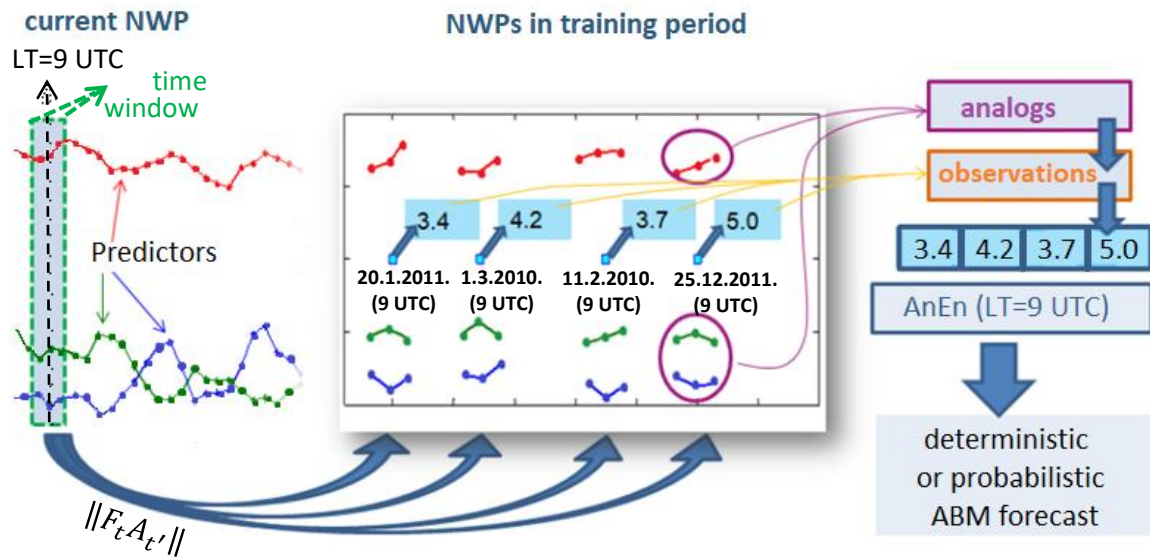 current NWP
NWPs in training period
LT=9 UTC
time
window
Predictors
3.4
4.2
3.7
5.0
20.1.2011.
(9 UTC)
1.3.2010.
(9 UTC)
11.2.2010.
(9 UTC)
25.12.2011.
(9 UTC)
‖FₜAₜ′‖
analogs
observations
3.4 4.2 3.7 5.0
AnEn (LT=9 UTC)
deterministic
or probabilistic
ABM forecast